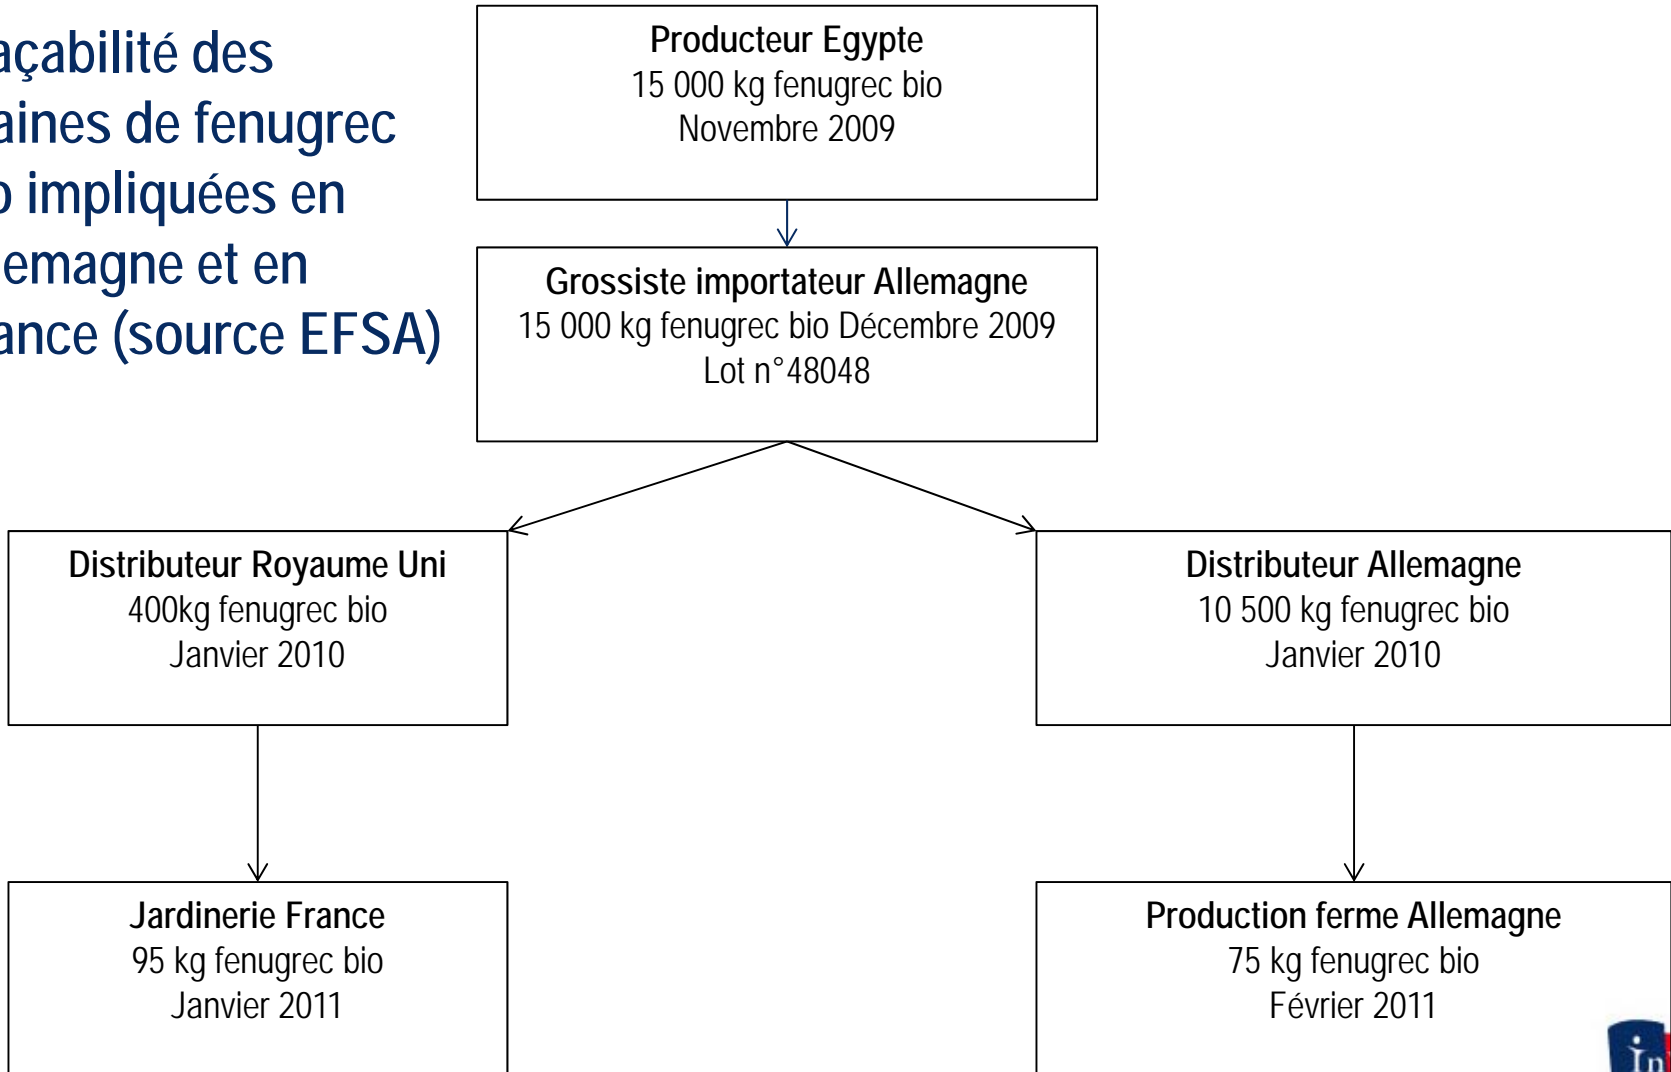 açabilité des
aines de fenugrec
o impliquées en
lemagne et en
ance (source EFSA)
Producteur Egypte
15 000 kg fenugrec bio
Novembre 2009
Grossiste importateur Allemagne
15 000 kg fenugrec bio Décembre 2009
Lot n°48048
Distributeur Royaume Uni
400kg fenugrec bio
Janvier 2010
Distributeur Allemagne
10 500 kg fenugrec bio
Janvier 2010
Jardinerie France
95 kg fenugrec bio
Janvier 2011
Production ferme Allemagne
75 kg fenugrec bio
Février 2011